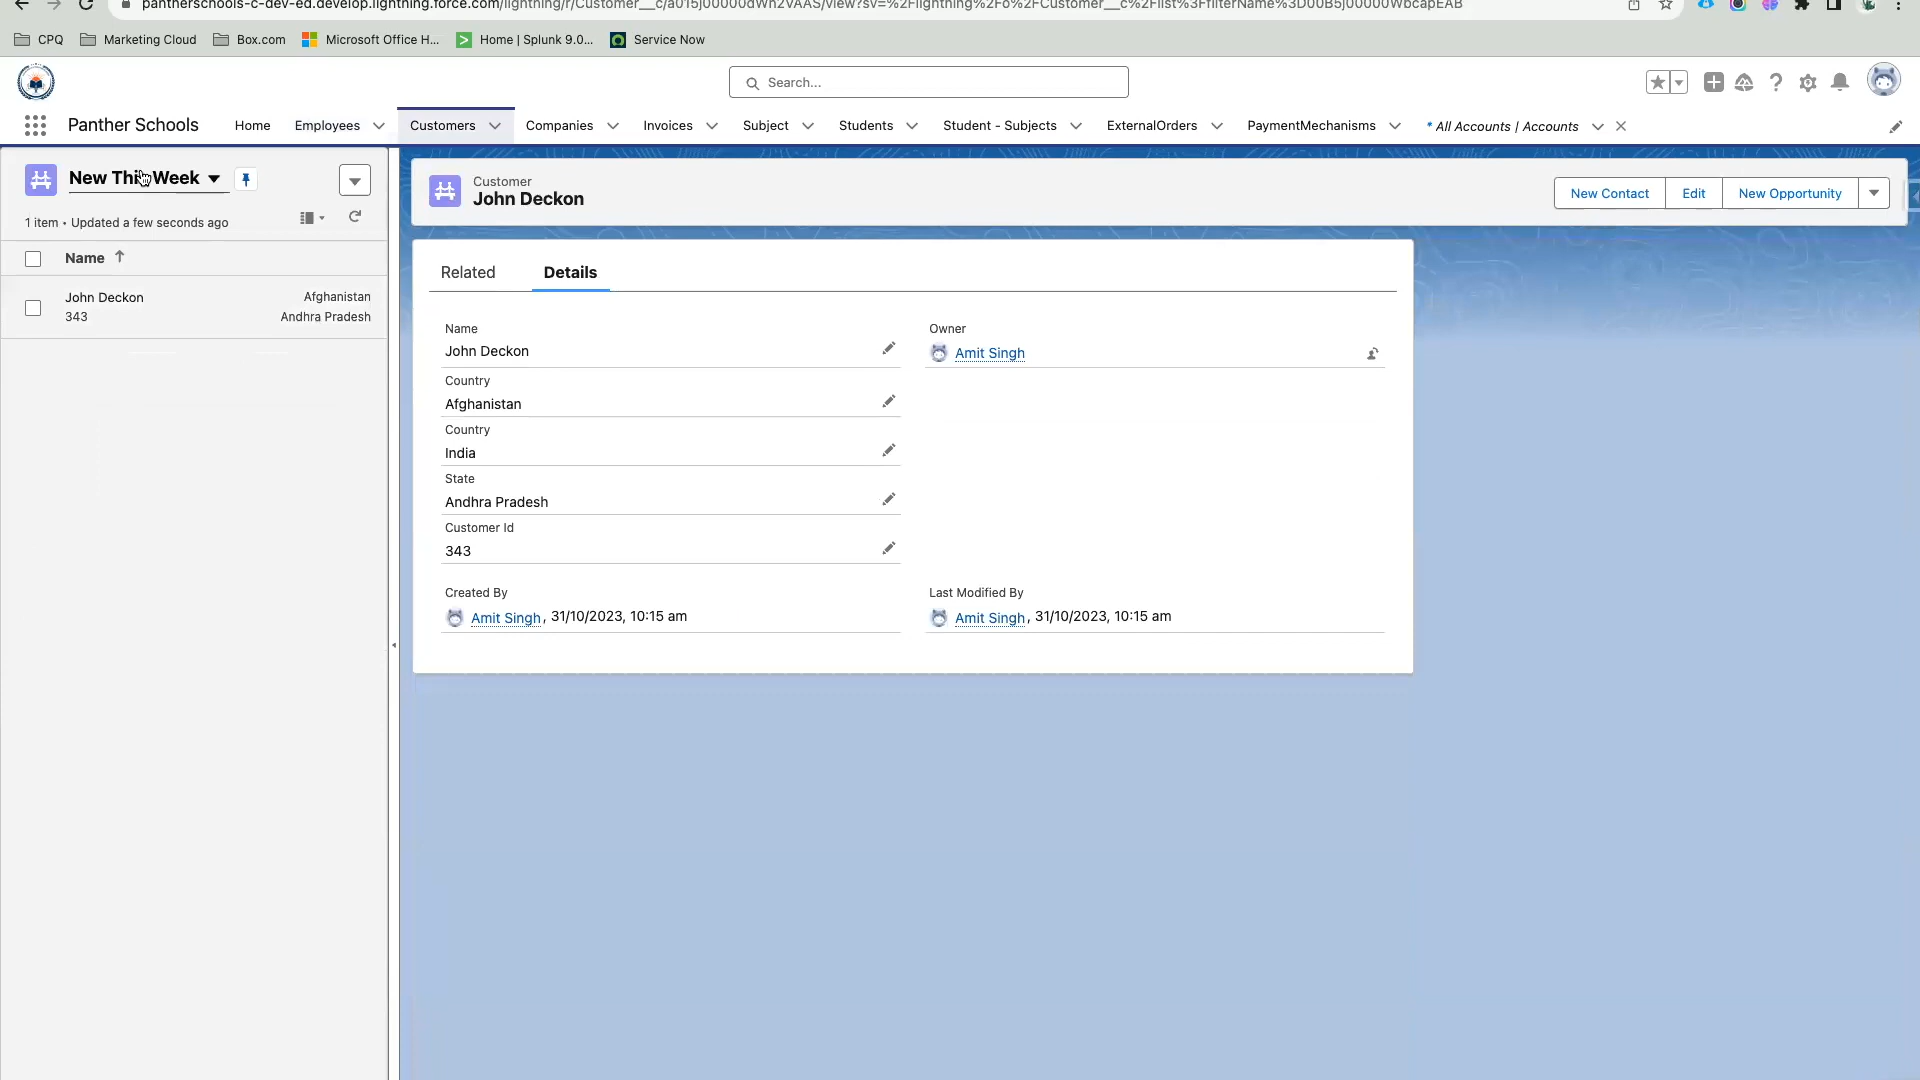 pantherschools-c-dev-ed.develop.lightning.force.com/lightning/r/Customer__c/a015j00000dWh2VAAS/view?sv=%2Flightning%2Fo%2FCustomer__c%2Flist%3FfilterName%3D00B5j00000WbcapEAB
CPQ Marketing Cloud Box.com Microsoft Office H... Home | Splunk 9.0... Service Now
Search...
Panther Schools Home Employees Customers Companies Invoices Subject Students Student - Subjects ExternalOrders PaymentMechanisms * All Accounts | Accounts
New This Week
1 item • Updated a few seconds ago
Name
John Deckon Afghanistan
343 Andhra Pradesh
Customer
John Deckon
New Contact Edit New Opportunity
Related Details
Name
John Deckon
Owner
Amit Singh
Country
Afghanistan
Country
India
State
Andhra Pradesh
Customer Id
343
Created By
Amit Singh, 31/10/2023, 10:15 am
Last Modified By
Amit Singh, 31/10/2023, 10:15 am